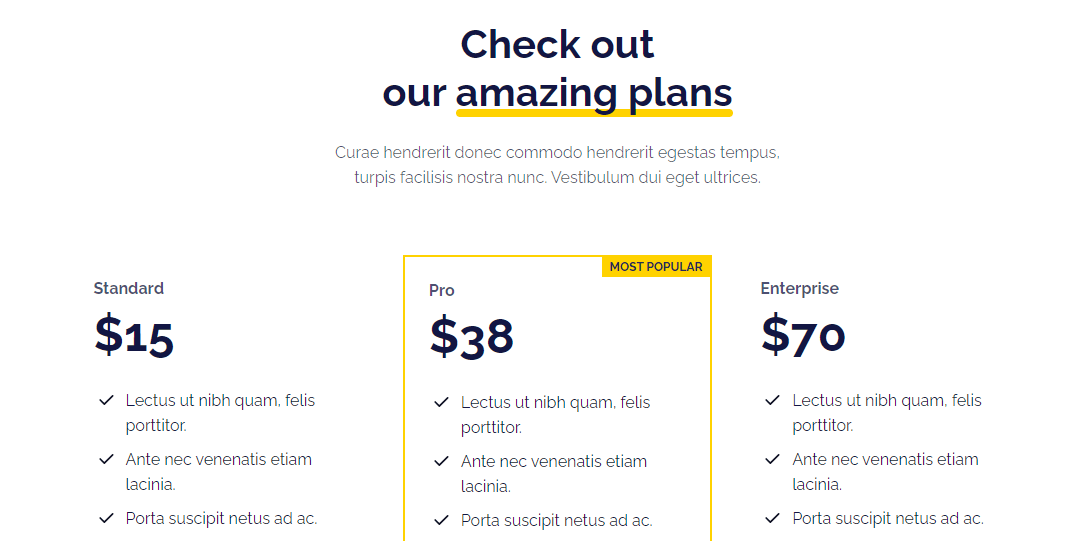 Check out
our amazing plans
Curae hendrerit donec commodo hendrerit egestas tempus,
turpis facilisis nostra nunc. Vestibulum dui eget ultrices.
Standard
$15
Lectus ut nibh quam, felis
porttitor.
Ante nec venenatis etiam
lacinia.
Porta suscipit netus ad ac.
MOST POPULAR
Pro
$38
Lectus ut nibh quam, felis
porttitor.
Ante nec venenatis etiam
lacinia.
Porta suscipit netus ad ac.
Enterprise
$70
Lectus ut nibh quam, felis
porttitor.
Ante nec venenatis etiam
lacinia.
Porta suscipit netus ad ac.